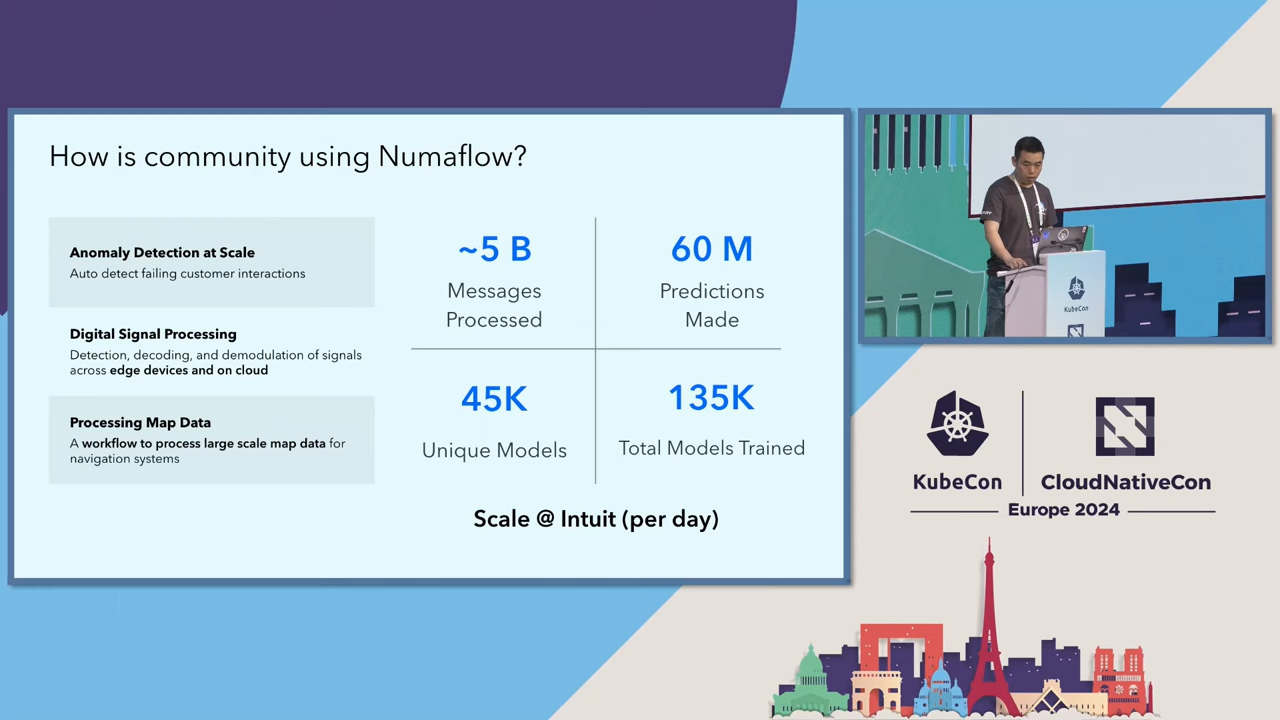 How is community using Numaflow?
Anomaly Detection at Scale
Auto detect failing customer interactions
Digital Signal Processing
Detection, decoding, and demodulation of signals
across edge devices and on cloud
Processing Map Data
A workflow to process large scale map data for
navigation systems
~5 B
Messages
Processed
60 M
Predictions
Made
45K
Unique Models
135K
Total Models Trained
Scale @ Intuit (per day)
KubeCon
KubeCon
CloudNativeCon
Europe 2024